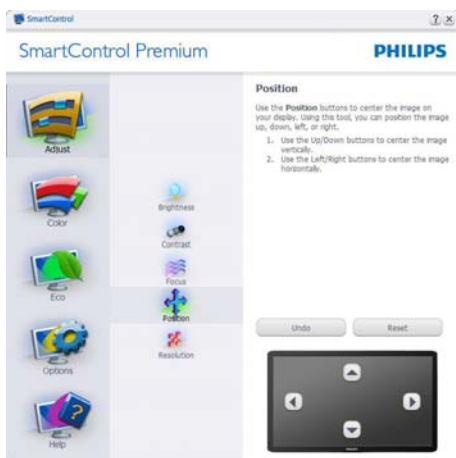 SmartControl
SmartControl Premium
PHILIPS
Adjust
Color
Eco
Options
Help
Brightness
Contrast
Focus
Position
Resolution
Position
Use the Position buttons to center the image on
your display. Using this tool, you can position the image
up, down, left, or right.
1. Use the Up/Down buttons to center the image
vertically.
2. Use the Left/Right buttons to center the image
horizontally.
Undo
Reset